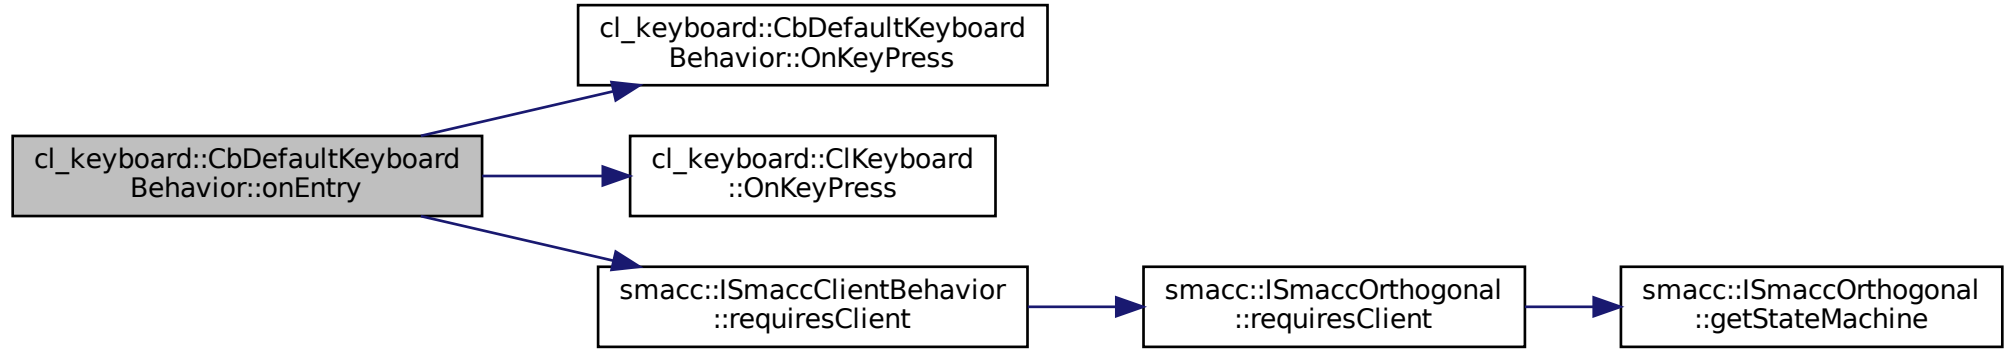 cl_keyboard::CbDefaultKeyboard
Behavior::onEntry
cl_keyboard::CbDefaultKeyboard
Behavior::OnKeyPress
cl_keyboard::ClKeyboard
::OnKeyPress
smacc::ISmaccClientBehavior
::requiresClient
smacc::ISmaccOrthogonal
::requiresClient
smacc::ISmaccOrthogonal
::getStateMachine